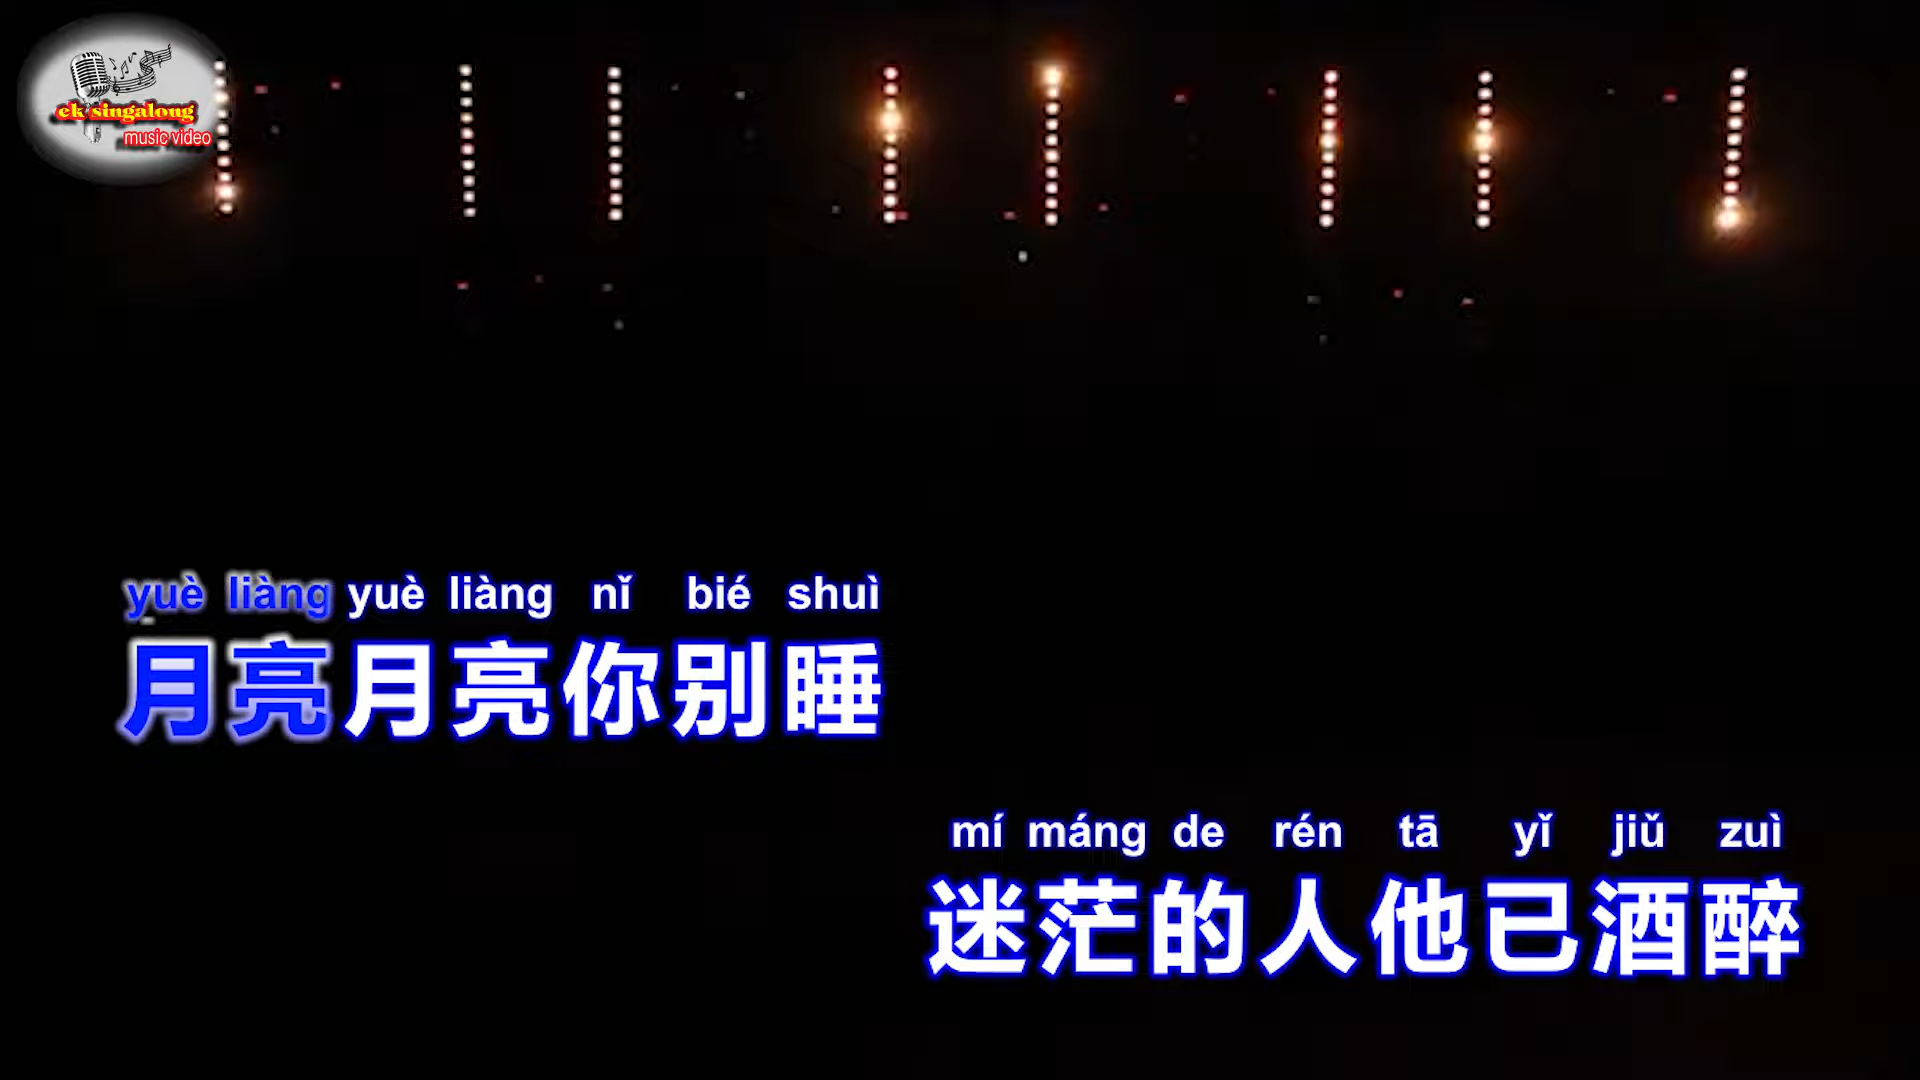 ek singalong
music video
yuè liàng yuè liàng nǐ bié shuì
月亮月亮你别睡
mí máng de rén tā yǐ jiǔ zuì
迷茫的人他已酒醉